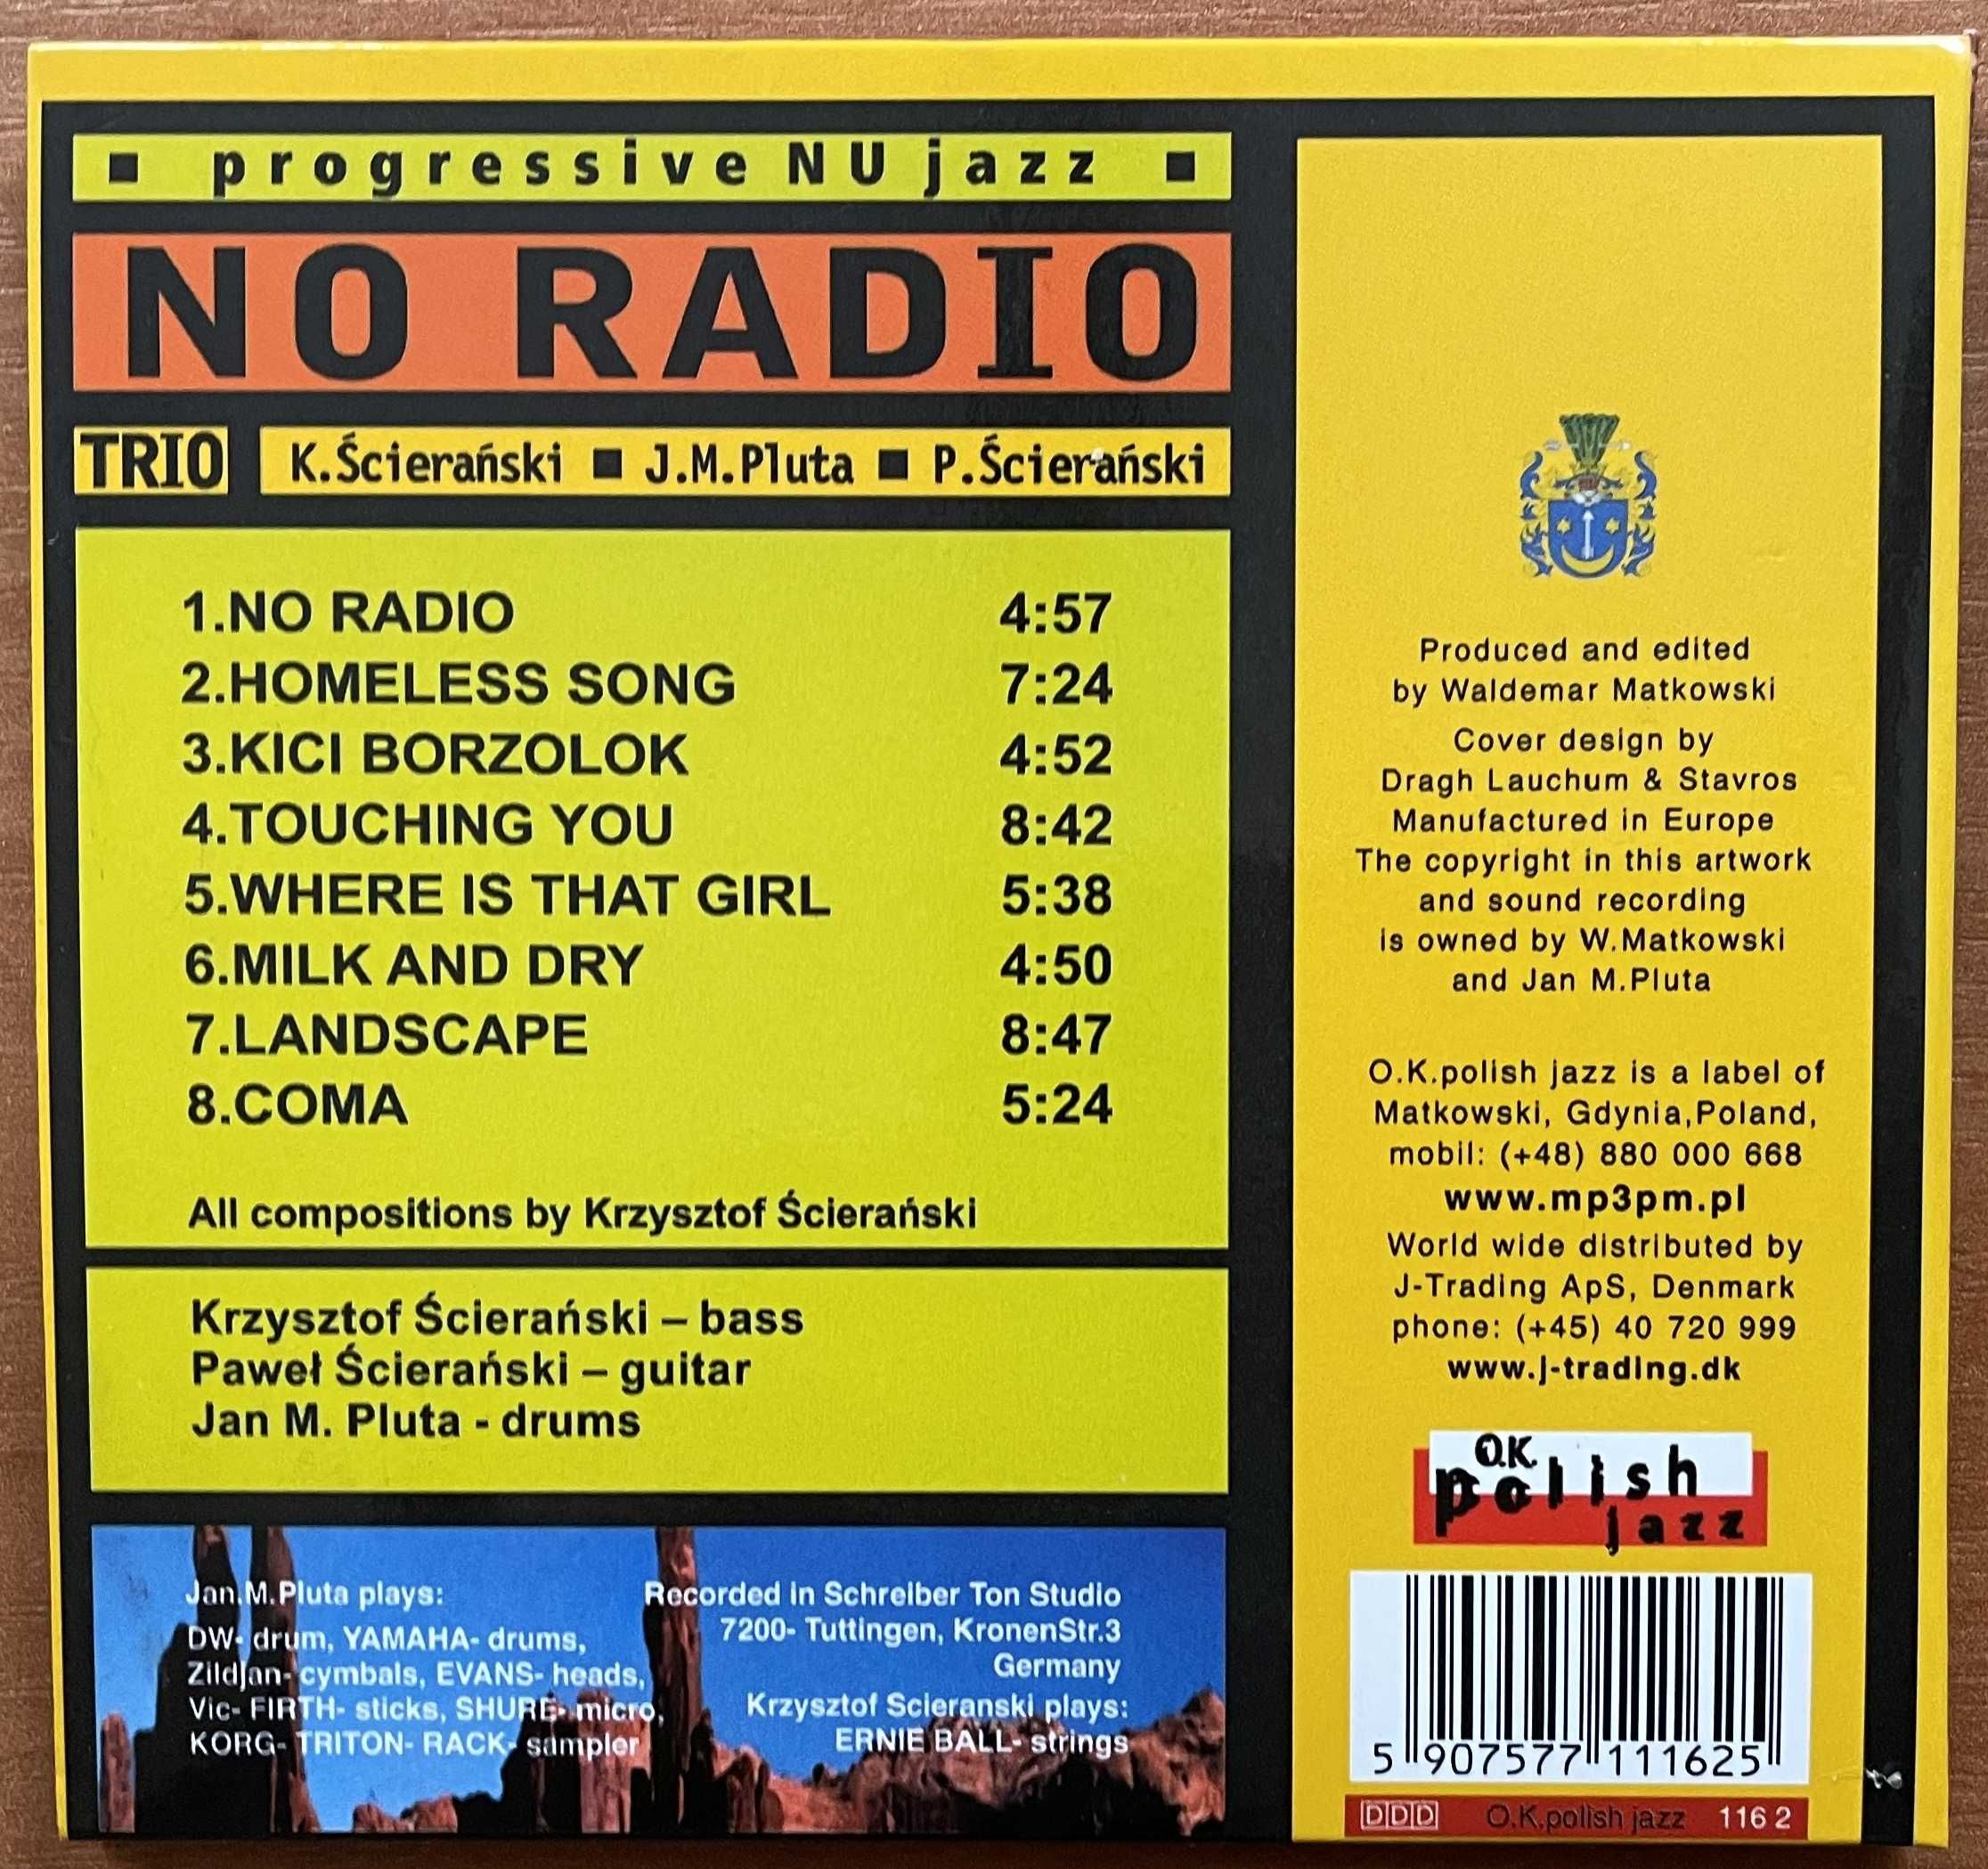 ■ progressive NU jazz ■
NO RADIO
TRIO K.Ścierański ■ J.M.Pluta ■ P.Ścierański
1.NO RADIO 4:57
2.HOMELESS SONG 7:24
3.KICI BORZOLOK 4:52
4.TOUCHING YOU 8:42
5.WHERE IS THAT GIRL 5:38
6.MILK AND DRY 4:50
7.LANDSCAPE 8:47
8.COMA 5:24
All compositions by Krzysztof Ścierański
Krzysztof Ścierański – bass
Paweł Ścierański – guitar
Jan M. Pluta - drums
Jan.M.Pluta plays:
DW- drum, YAMAHA- drums,
Zildjan- cymbals, EVANS- heads,
Vic- FIRTH- sticks, SHURE- micro,
KORG- TRITON- RACK- sampler
Recorded in Schreiber Ton Studio
7200- Tuttingen, KronenStr.3
Germany
Krzysztof Scieranski plays:
ERNIE BALL- strings
Produced and edited
by Waldemar Matkowski
Cover design by
Dragh Lauchum & Stavros
Manufactured in Europe
The copyright in this artwork
and sound recording
is owned by W.Matkowski
and Jan M.Pluta
O.K.polish jazz is a label of
Matkowski, Gdynia,Poland,
mobil: (+48) 880 000 668
www.mp3pm.pl
World wide distributed by
J-Trading ApS, Denmark
phone: (+45) 40 720 999
www.j-trading.dk
O.K.
polish
jazz
5 907577 111625
DDD O.K.polish jazz 116 2